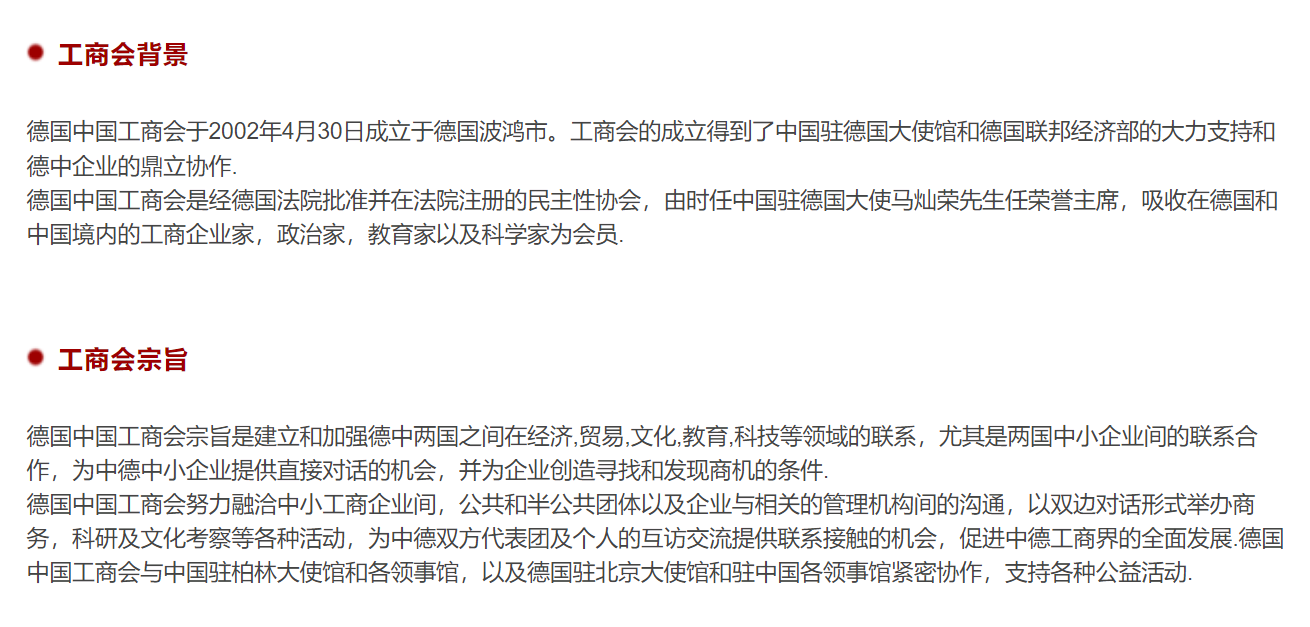 工商会背景
德国中国工商会于2002年4月30日成立于德国波鸿市。工商会的成立得到了中国驻德国大使馆和德国联邦经济部的大力支持和
德中企业的鼎立协作.
德国中国工商会是经德国法院批准并在法院注册的民主性协会，由时任中国驻德国大使马灿荣先生任荣誉主席，吸收在德国和
中国境内的工商企业家，政治家，教育家以及科学家为会员.
工商会宗旨
德国中国工商会宗旨是建立和加强德中两国之间在经济,贸易,文化,教育,科技等领域的联系，尤其是两国中小企业间的联系合
作，为中德中小企业提供直接对话的机会，并为企业创造寻找和发现商机的条件.
德国中国工商会努力融洽中小工商企业间，公共和半公共团体以及企业与相关的管理机构间的沟通，以双边对话形式举办商
务，科研及文化考察等各种活动，为中德双方代表团及个人的互访交流提供联系接触的机会，促进中德工商界的全面发展.德国
中国工商会与中国驻柏林大使馆和各领事馆，以及德国驻北京大使馆和驻中国各领事馆紧密协作，支持各种公益活动.